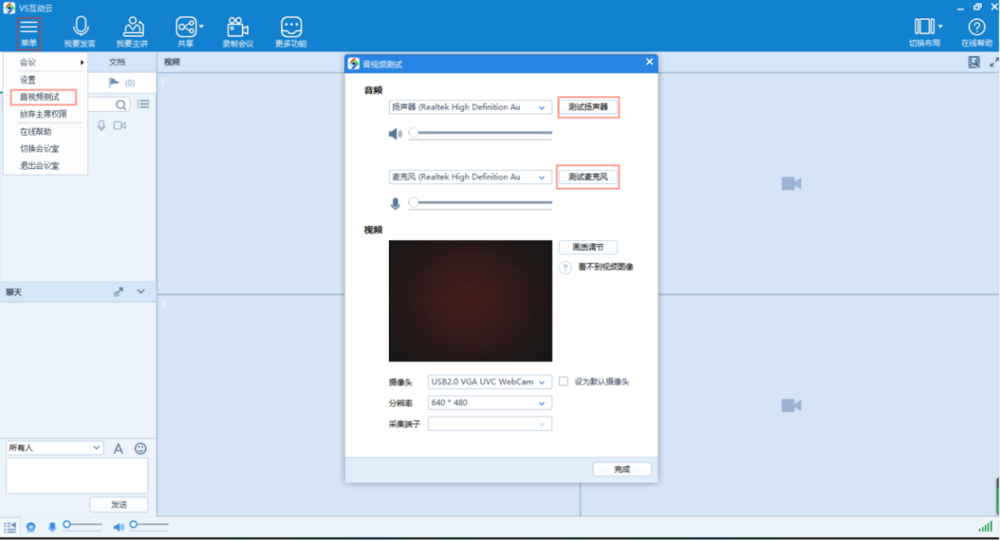 VS互动云
菜单
我要发言
我要主讲
共享
录制会议
更多功能
切换布局
在线帮助
会议
设置
音视频测试
放弃主席权限
在线帮助
切换会议室
退出会议室
文档
(0)
视频
1
3
音视频测试
音频
扬声器 (Realtek High Definition Au
测试扬声器
麦克风 (Realtek High Definition Au
测试麦克风
视频
画质调节
? 看不到视频图像
摄像头 USB2.0 VGA UVC WebCam 设为默认摄像头
分辨率 640 * 480
采集端子
完成
聊天
所有人
A
发送